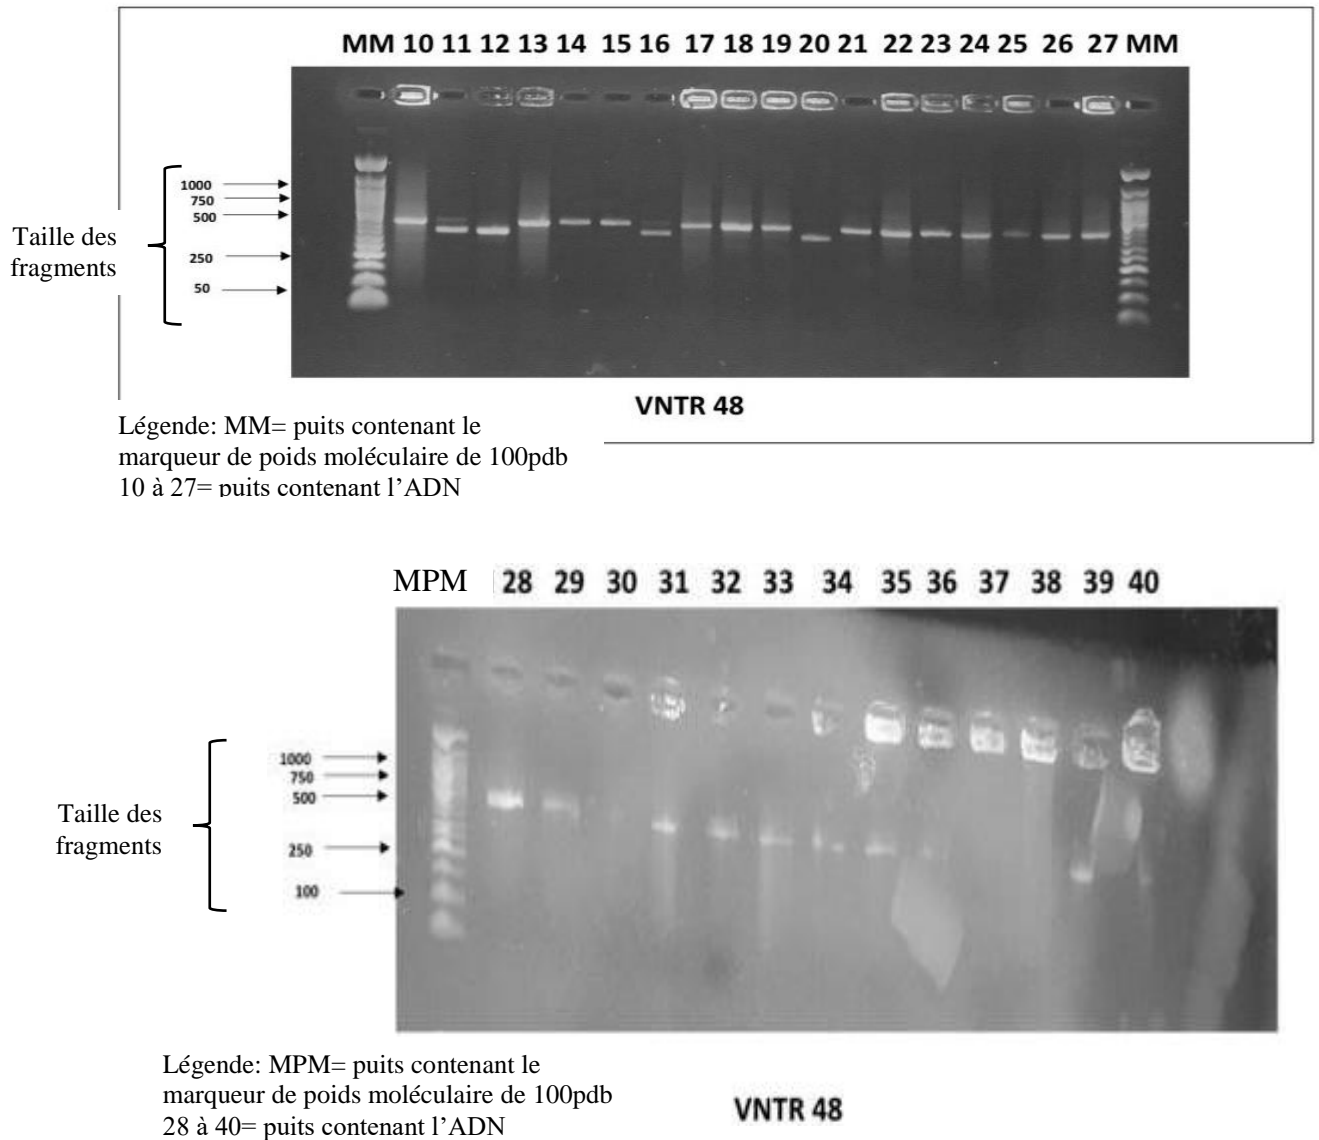 MM 10 11 12 13 14 15 16 17 18 19 20 21 22 23 24 25 26 27 MM
1000
750
500
Taille des
fragments
250
50
VNTR 48
Légende: MM= puits contenant le
marqueur de poids moléculaire de 100pdb
10 à 27= puits contenant l’ADN
MPM 28 29 30 31 32 33 34 35 36 37 38 39 40
1000
750
500
Taille des
fragments
250
100
Légende: MPM= puits contenant le
marqueur de poids moléculaire de 100pdb
28 à 40= puits contenant l’ADN
VNTR 48